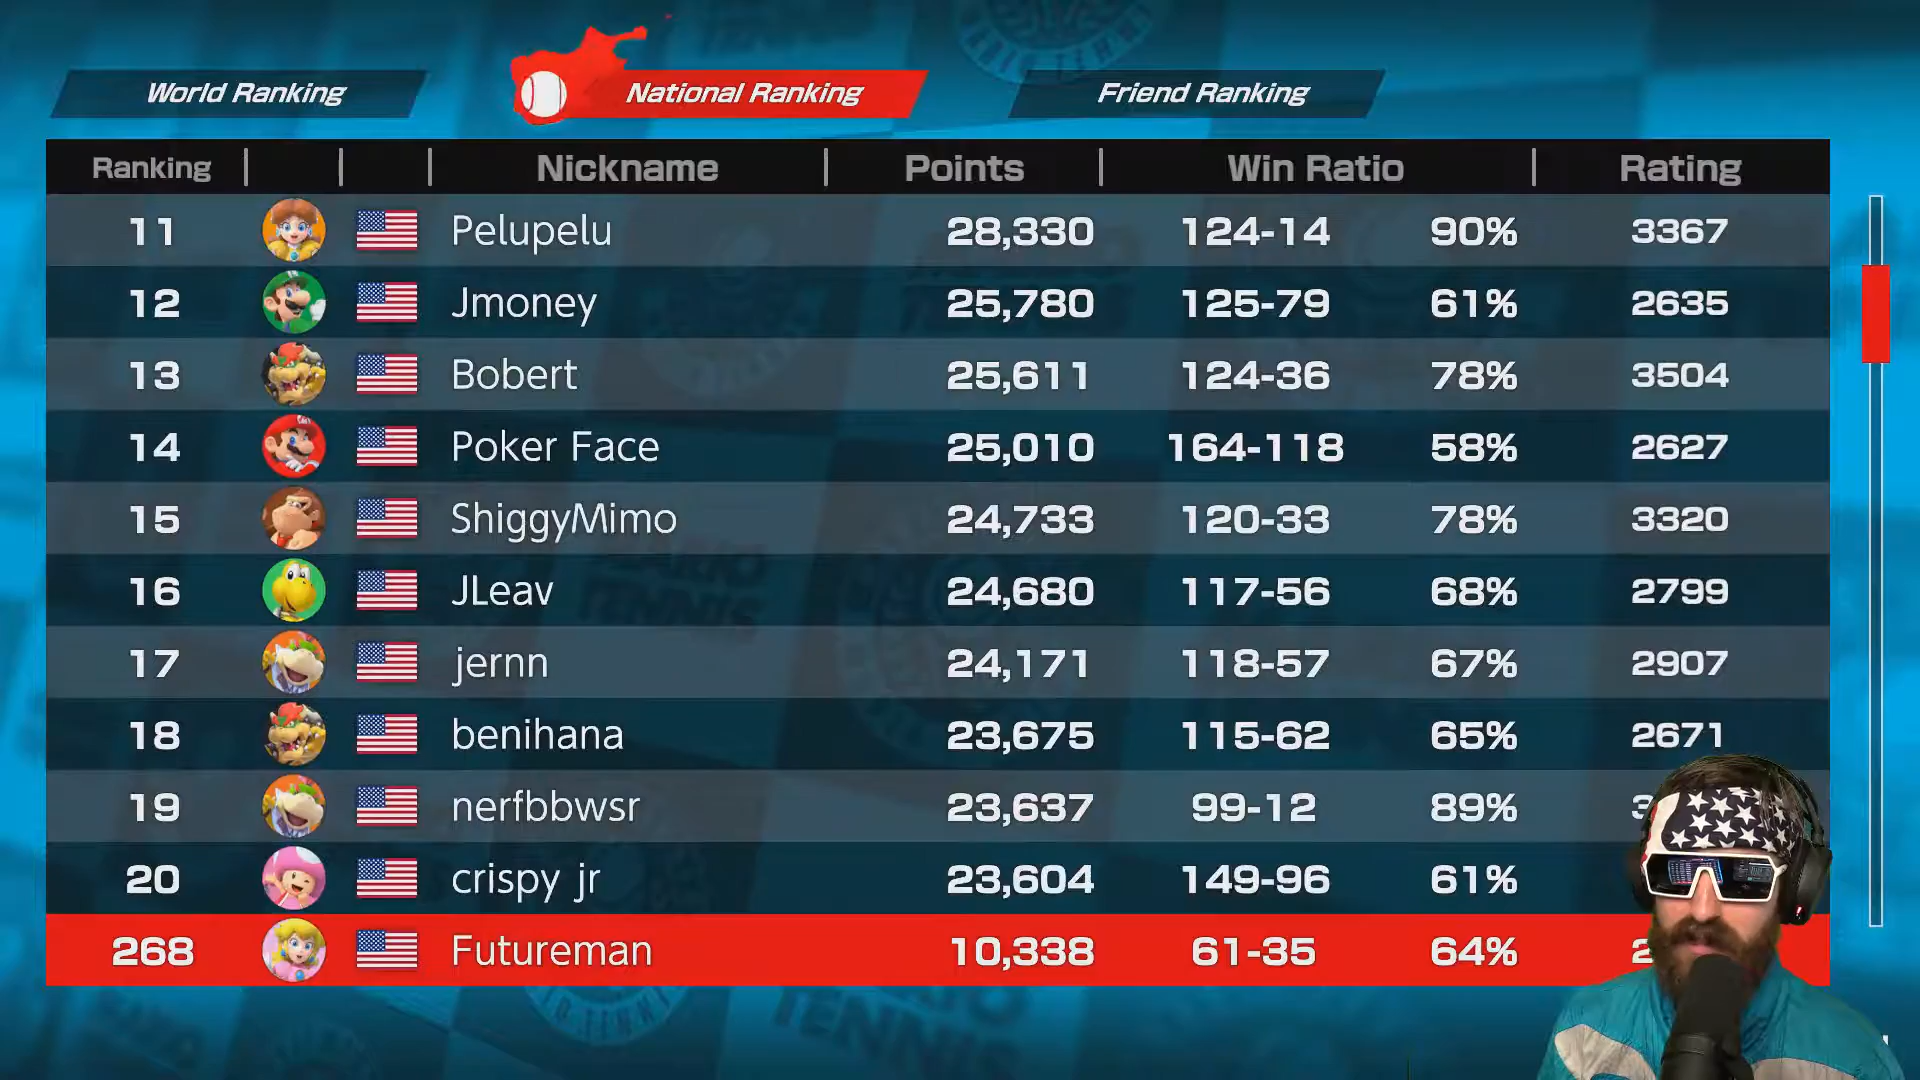 World Ranking National Ranking Friend Ranking
Ranking Nickname Points Win Ratio Rating
11 Pelupelu 28,330 124-14 90% 3367
12 Jmoney 25,780 125-79 61% 2635
13 Bobert 25,611 124-36 78% 3504
14 Poker Face 25,010 164-118 58% 2627
15 ShiggyMimo 24,733 120-33 78% 3320
16 JLeav 24,680 117-56 68% 2799
17 jernn 24,171 118-57 67% 2907
18 benihana 23,675 115-62 65% 2671
19 nerfbbwsr 23,637 99-12 89%
20 crispy jr 23,604 149-96 61%
268 Futureman 10,338 61-35 64%